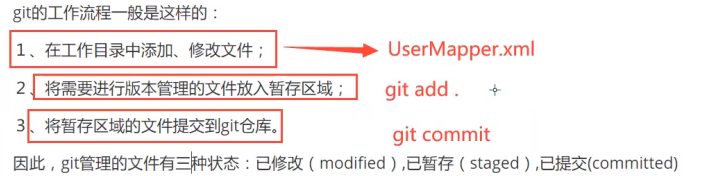 git的工作流程一般是这样的：
1、在工作目录中添加、修改文件； UserMapper.xml
2、将需要进行版本管理的文件放入暂存区域； git add .
3、将暂存区域的文件提交到git仓库。 git commit
因此，git管理的文件有三种状态：已修改（modified）,已暂存（staged）,已提交(committed)